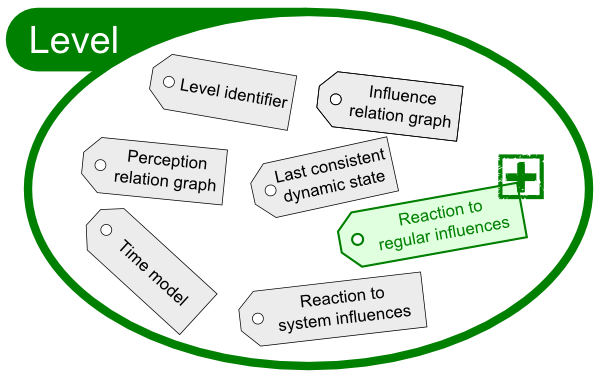 Level
Level identifier
Influence
relation graph
Perception
relation graph
Last consistent
dynamic state
Reaction to
regular influences
Time model
Reaction to
system influences